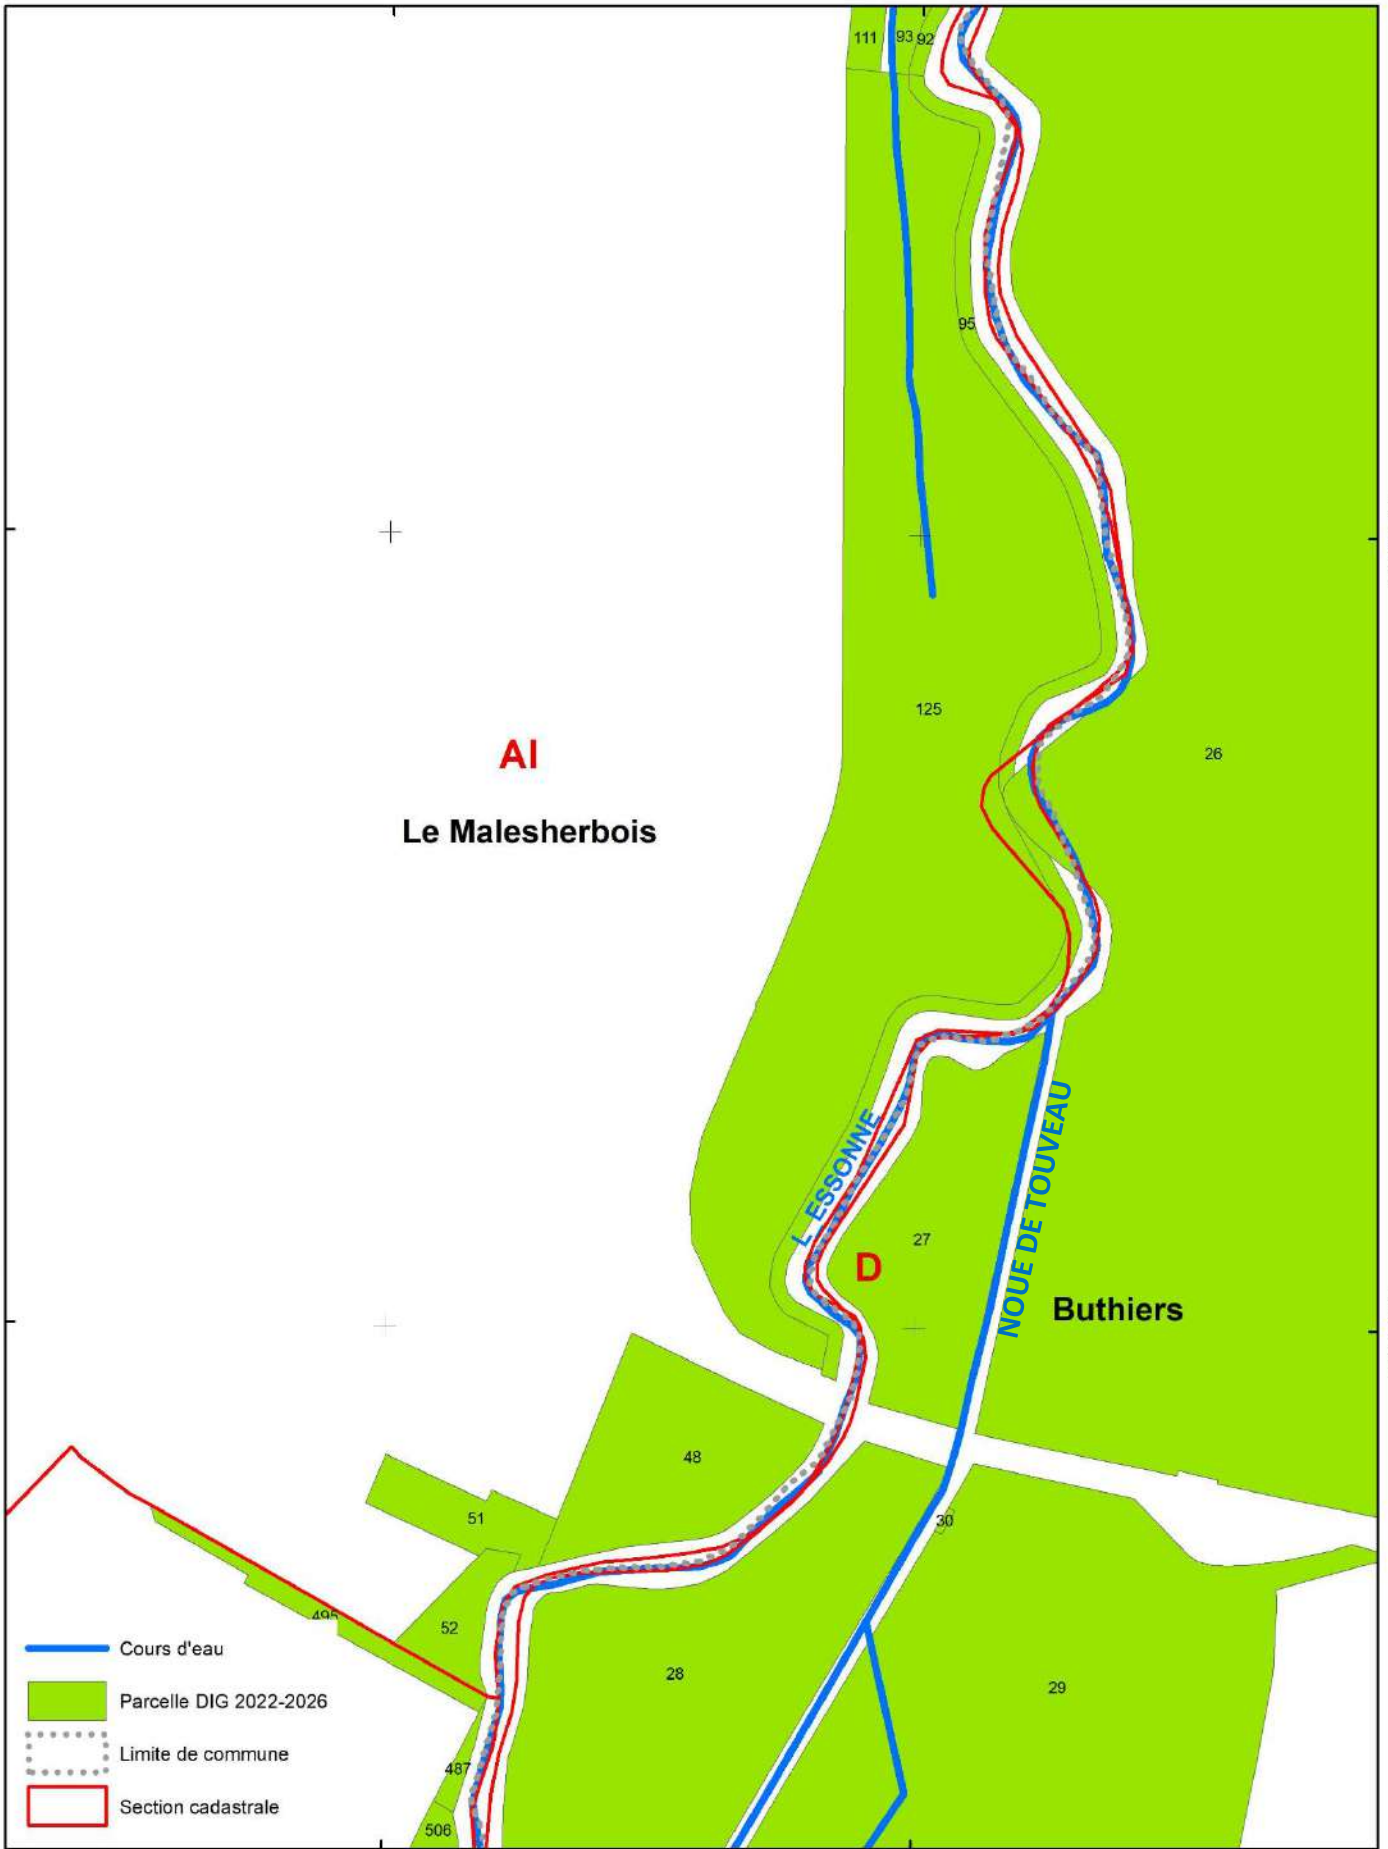 111
93
92
95
125
26
AI
Le Malesherbois
L ESSONNE
NOUE DE TOUVEAU
27
D
Buthiers
48
51
30
495
52
28
29
487
506
Cours d'eau
Parcelle DIG 2022-2026
Limite de commune
Section cadastrale